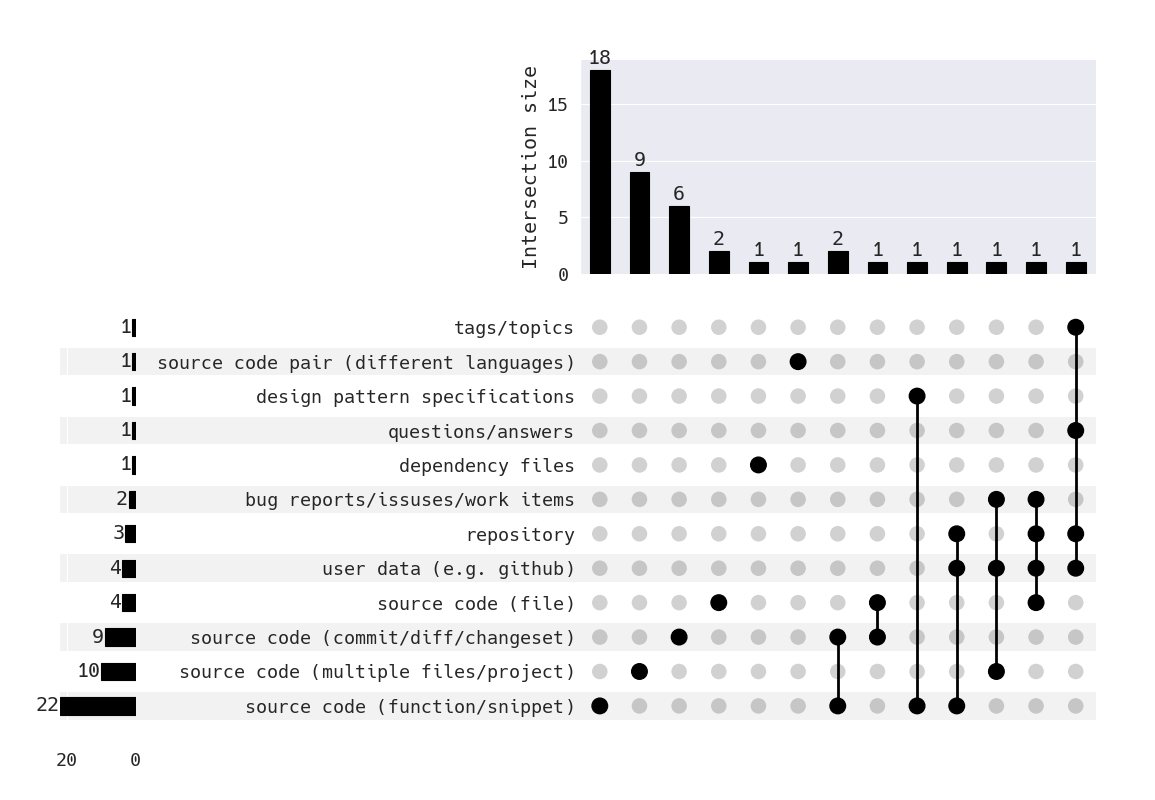 18
Intersection size
15
9
10
6
5
2
1
1
2
1
1
1
1
1
1
0
1 tags/topics
1 source code pair (different languages)
1 design pattern specifications
1 questions/answers
1 dependency files
2 bug reports/issuses/work items
3 repository
4 user data (e.g. github)
4 source code (file)
9 source code (commit/diff/changeset)
10 source code (multiple files/project)
22 source code (function/snippet)
20 0